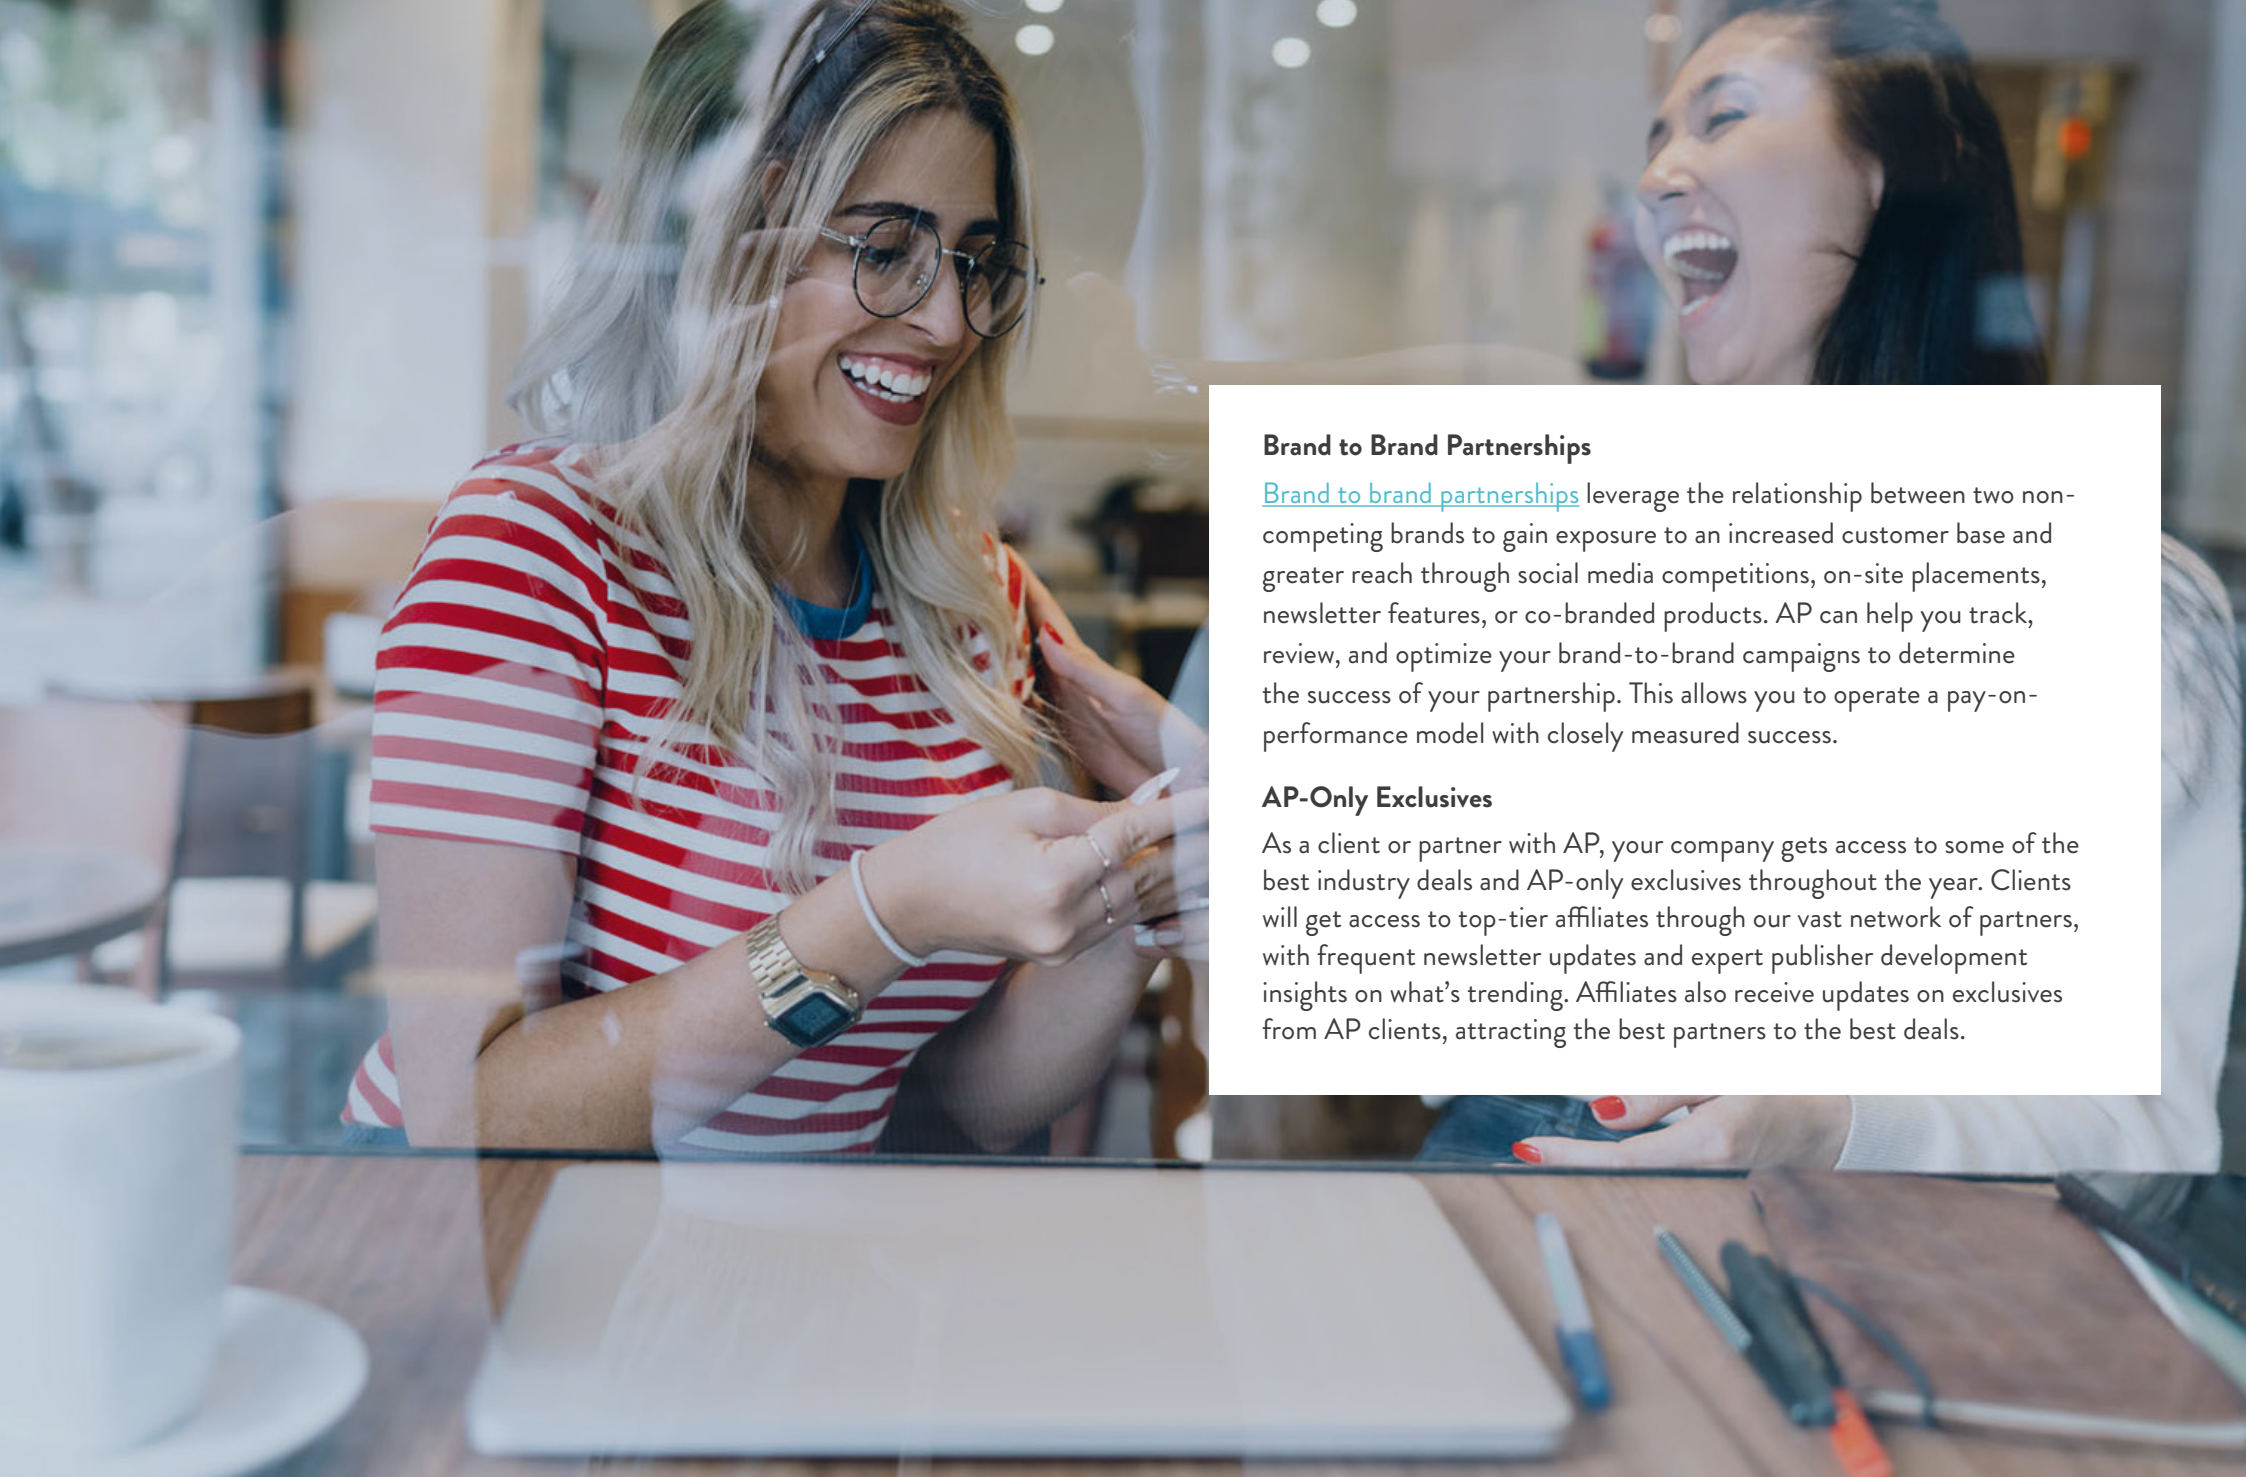 Brand to Brand Partnerships
Brand to brand partnerships leverage the relationship between two non-
competing brands to gain exposure to an increased customer base and
greater reach through social media competitions, on-site placements,
newsletter features, or co-branded products. AP can help you track,
review, and optimize your brand-to-brand campaigns to determine
the success of your partnership. This allows you to operate a pay-on-
performance model with closely measured success.
AP-Only Exclusives
As a client or partner with AP, your company gets access to some of the
best industry deals and AP-only exclusives throughout the year. Clients
will get access to top-tier affiliates through our vast network of partners,
with frequent newsletter updates and expert publisher development
insights on what’s trending. Affiliates also receive updates on exclusives
from AP clients, attracting the best partners to the best deals.